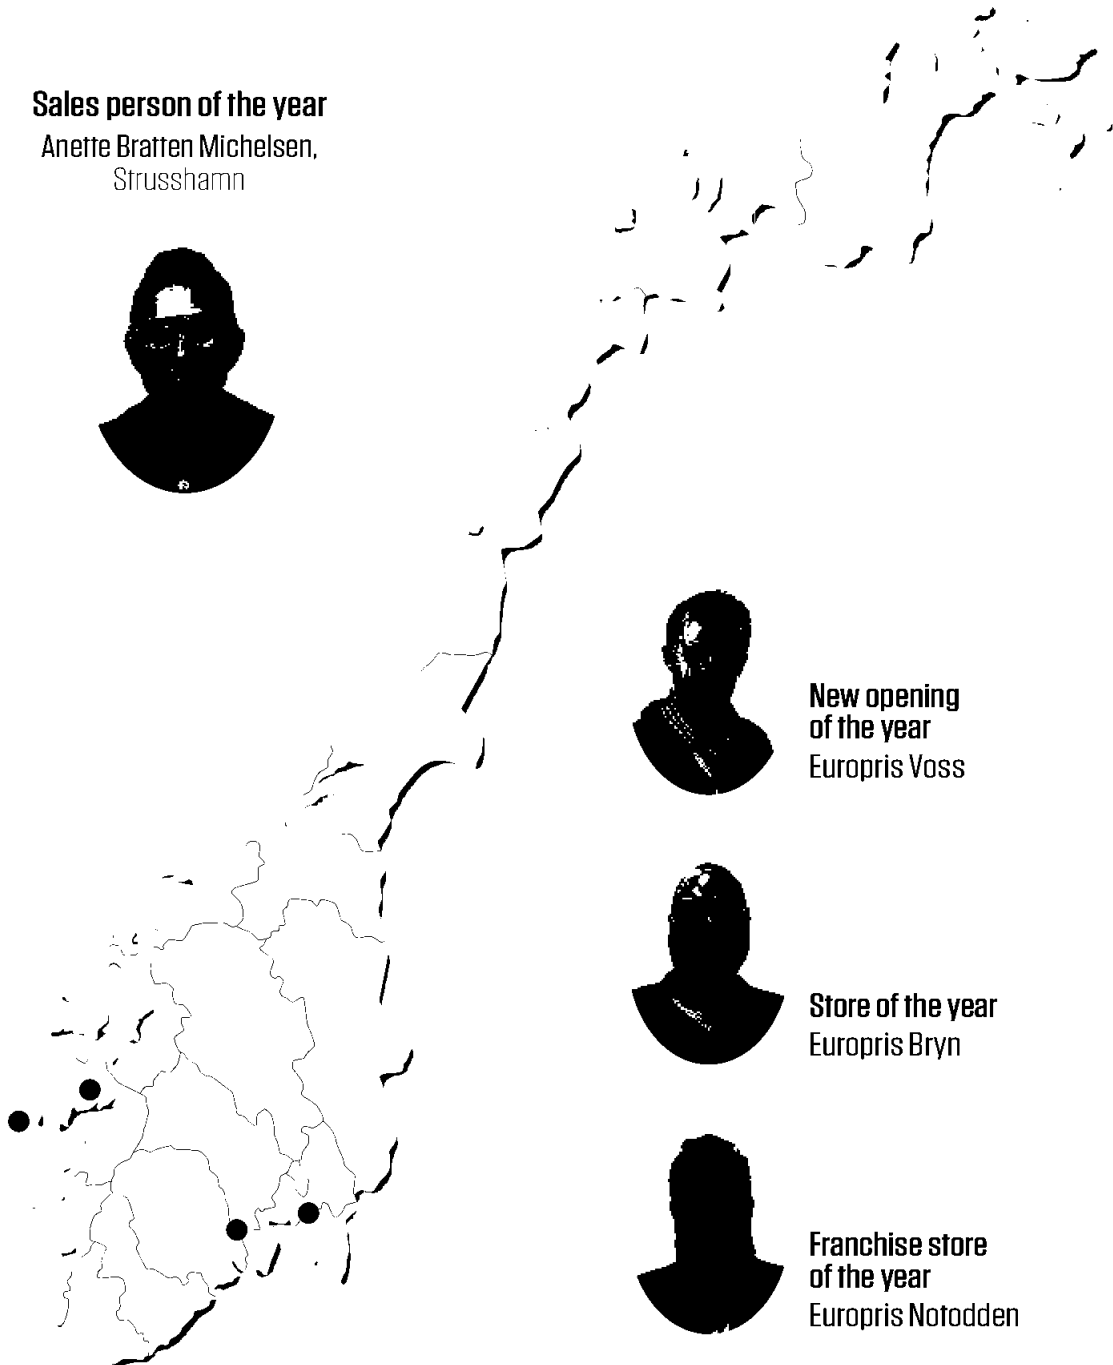 Sales person of the year
Anette Bratten Michelsen,
Strusshamn
New opening
of the year
Europris Voss
Store of the year
Europris Bryn
Franchise store
of the year
Europris Notodden